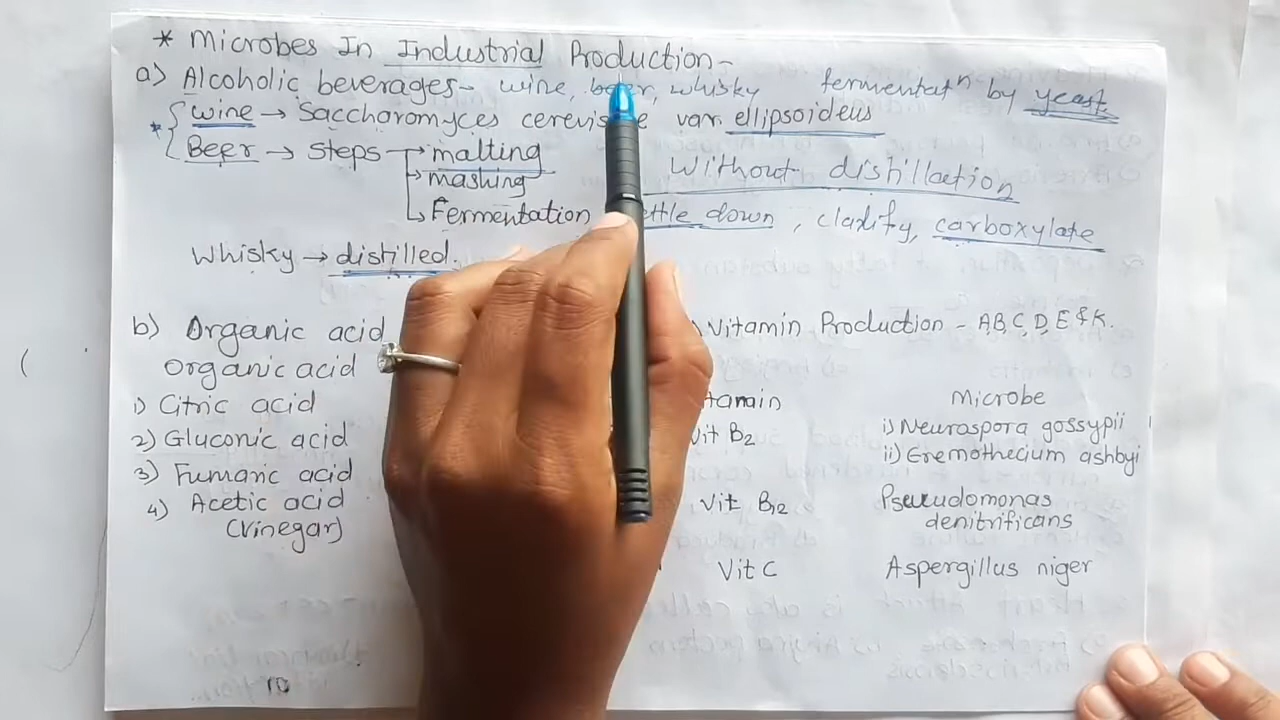 * Microbes In Industrial Production -
a) Alcoholic beverages - wine, beer, whisky fermentatⁿ by yeast
* wine → Saccharomyces var. ellipsoideus
Beer → steps → malting Without distillation
→ mashing
→ Fermentation down, clarify, carboxylate
Whisky → distilled.
b) Organic acid Vitamin Production - A,B,C,D,E & K.
Organic acid
1) Citric acid Microbe
2) Gluconic acid Vit B2 i) Neuraspora gossypii
3) Fumaric acid ii) Eremothecium ashbyi
4) Acetic acid Vit B12 Pseudomonas
(Vinegar) denitrificans
Vit C Aspergillus niger